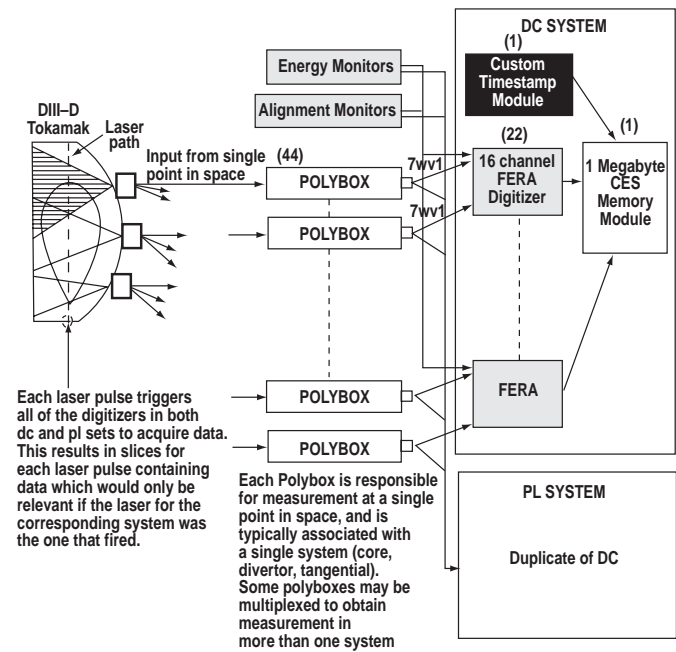 DC SYSTEM
(1)
Custom
Timestamp
Module
Energy Monitors
Alignment Monitors
DIII–D
Tokamak
Laser
path
Input from single
point in space
(44)
POLYBOX
7wv1
(22)
16 channel
FERA
Digitizer
(1)
1 Megabyte
CES
Memory
Module
POLYBOX
7wv1
POLYBOX
FERA
POLYBOX
Each laser pulse triggers
all of the digitizers in both
dc and pl sets to acquire data.
This results in slices for
each laser pulse containing
data which would only be
relevant if the laser for the
corresponding system was
the one that fired.
Each Polybox is responsible
for measurement at a single
point in space, and is
typically associated with
a single system (core,
divertor, tangential).
Some polyboxes may be
multiplexed to obtain
measurement in
more than one system
PL SYSTEM
Duplicate of DC